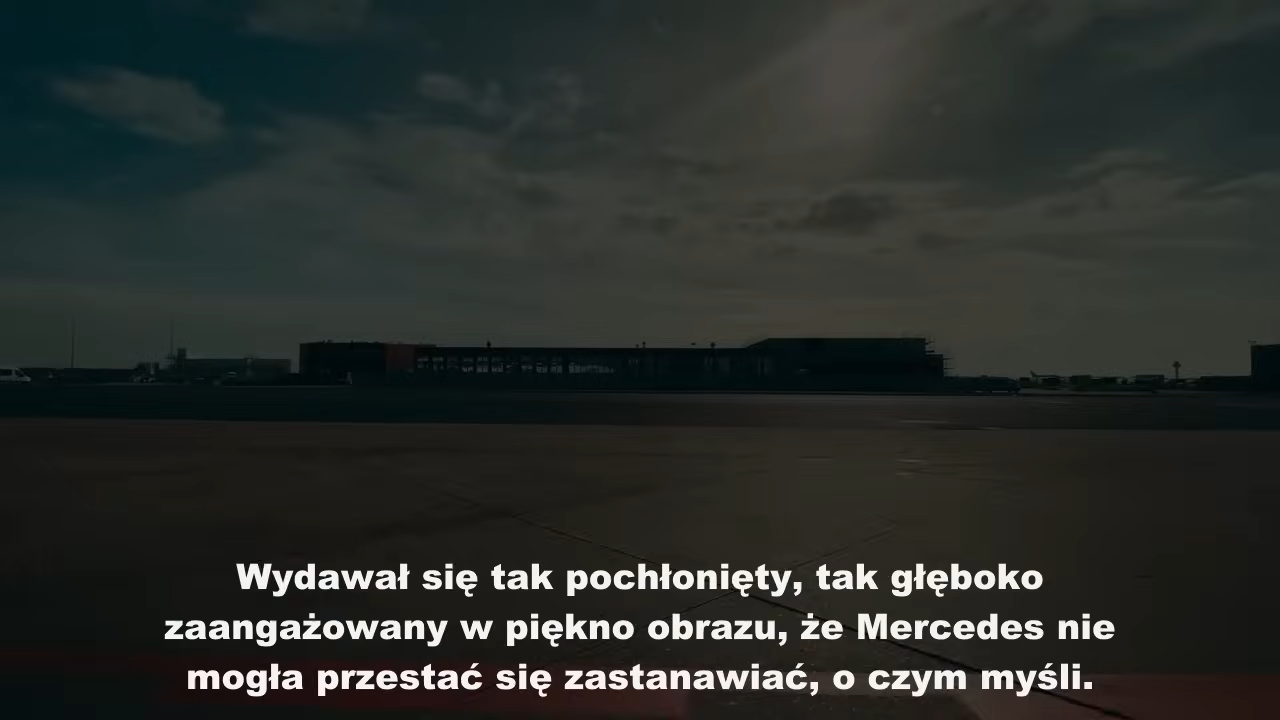 Wydawał się tak pochłonięty, tak głęboko
zaangażowany w piękno obrazu, że Mercedes nie
mogła przestać się zastanawiać, o czym myśli.